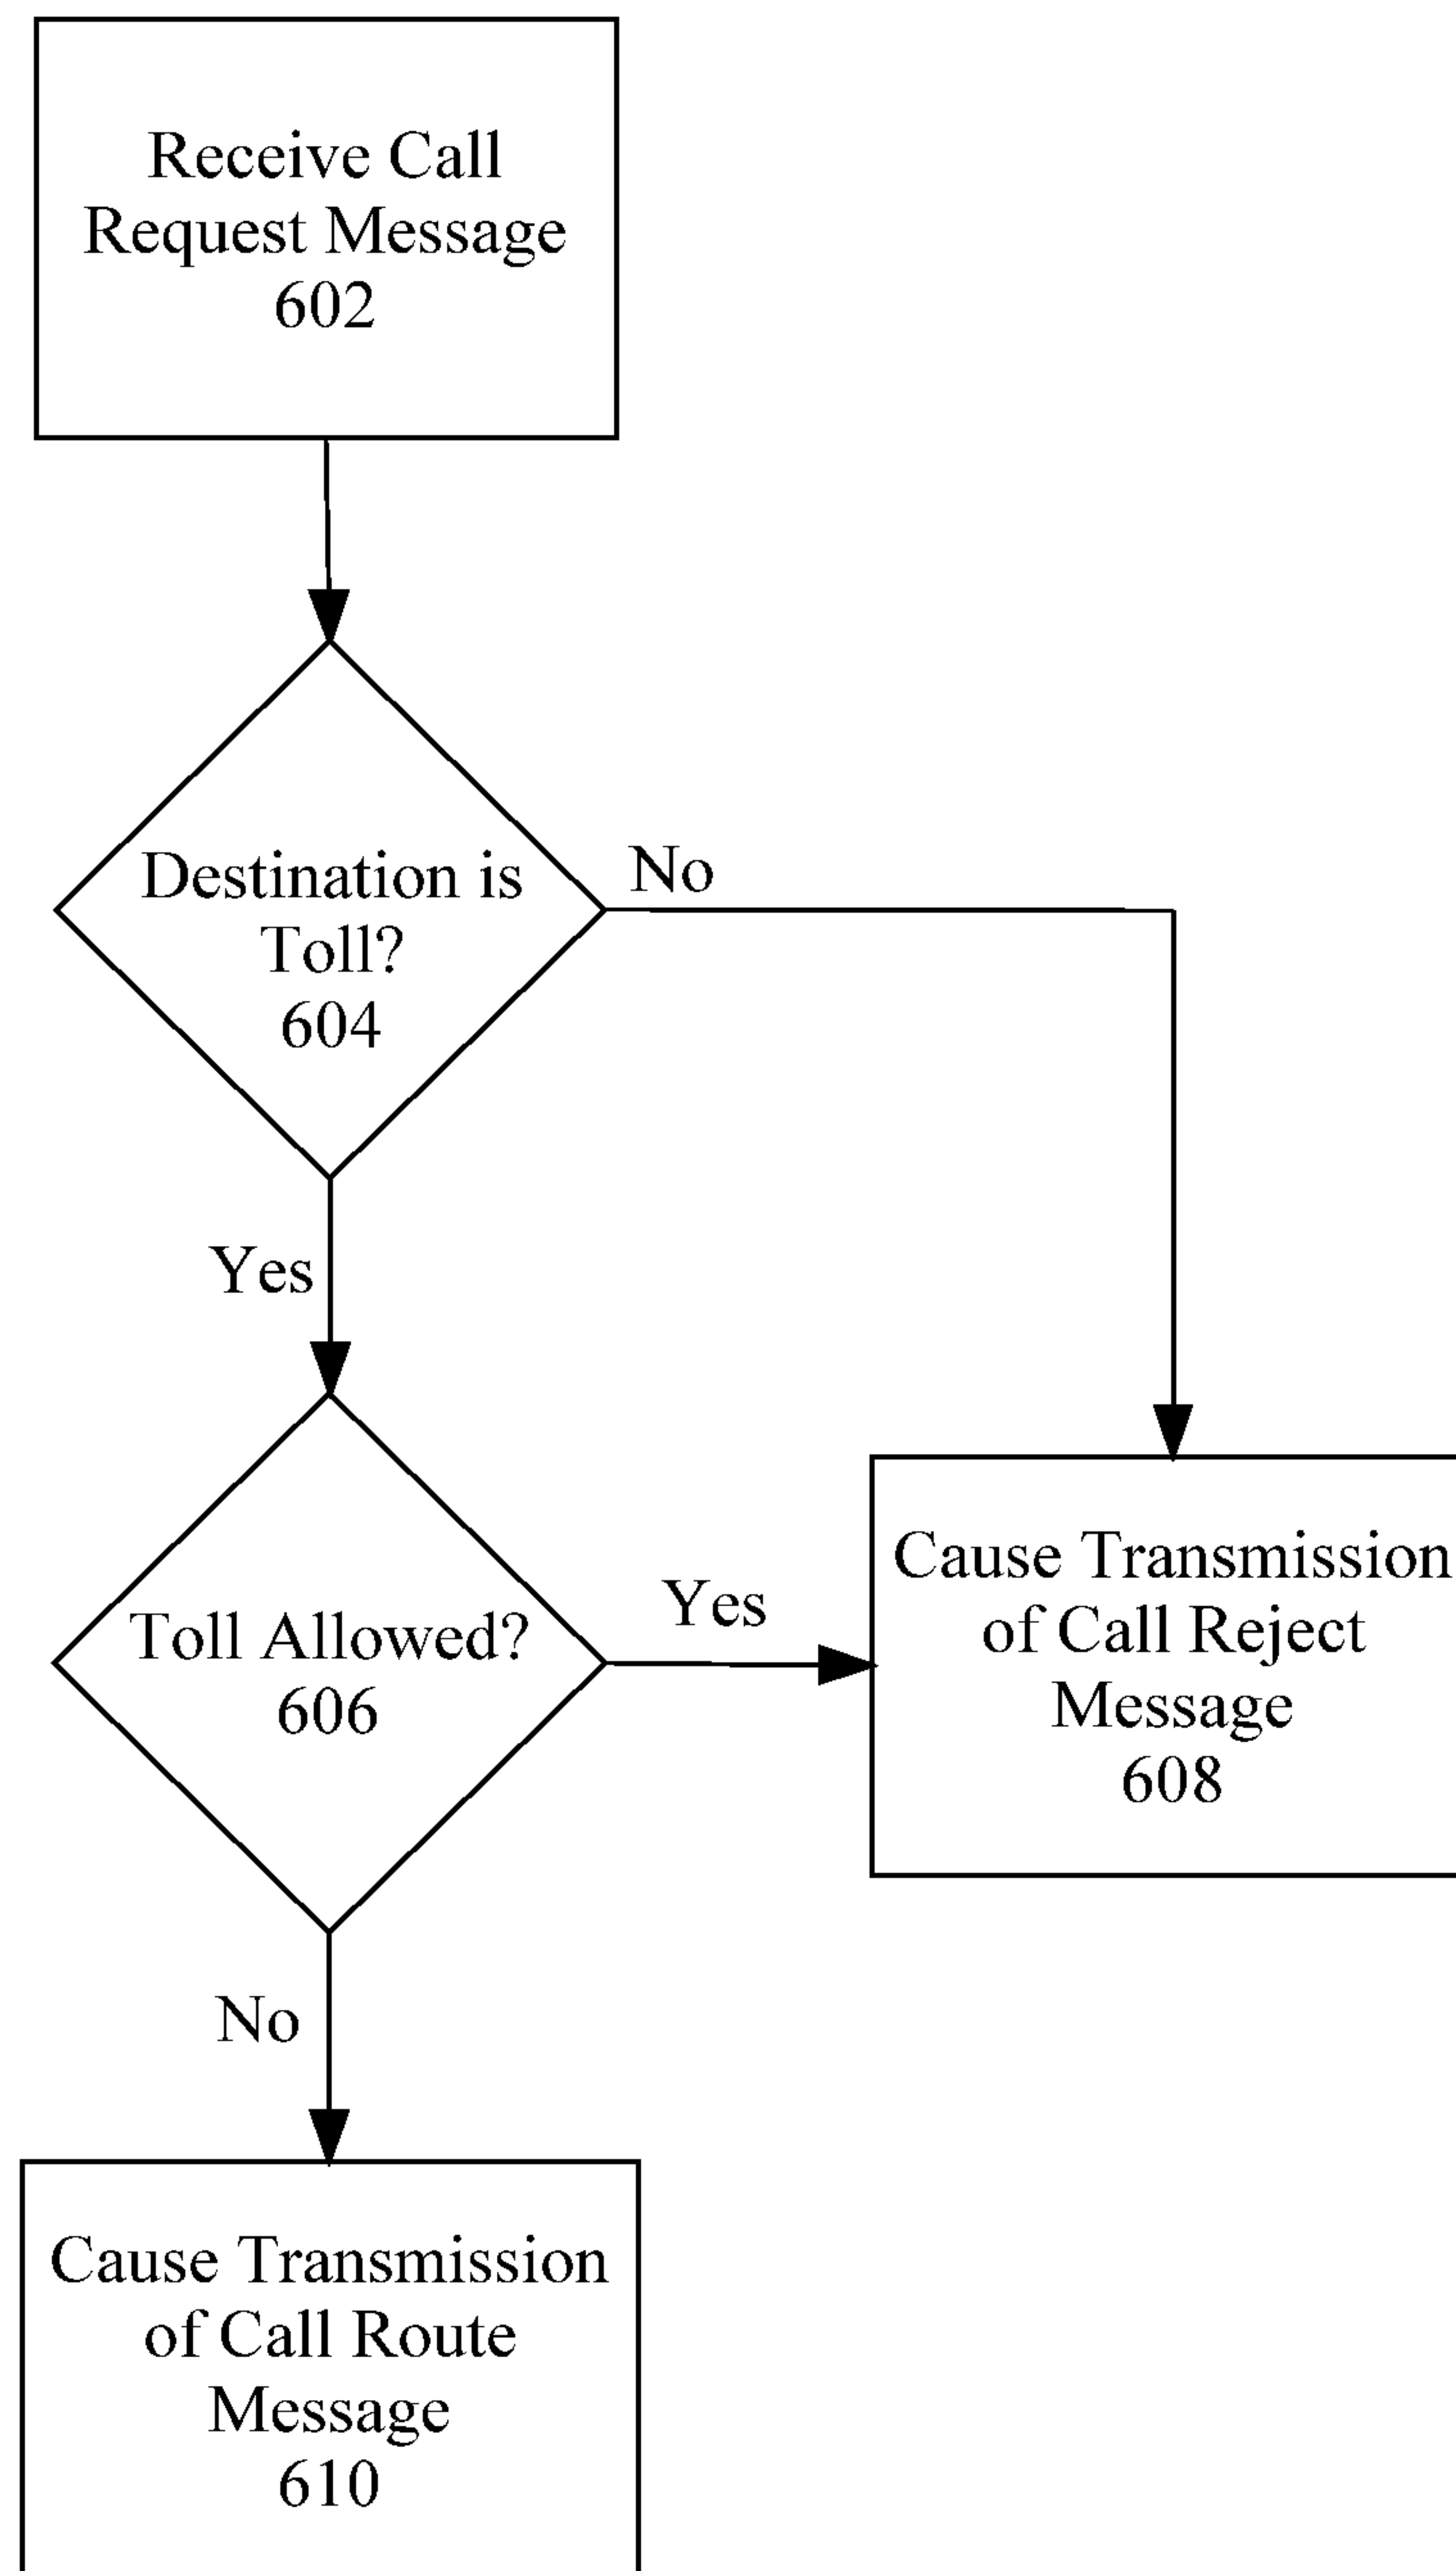 Receive Call
Request Message
602
Destination is
Toll?
604
No
Yes
Toll Allowed?
606
Yes
Cause Transmission
of Call Reject
Message
608
No
Cause Transmission
of Call Route
Message
610